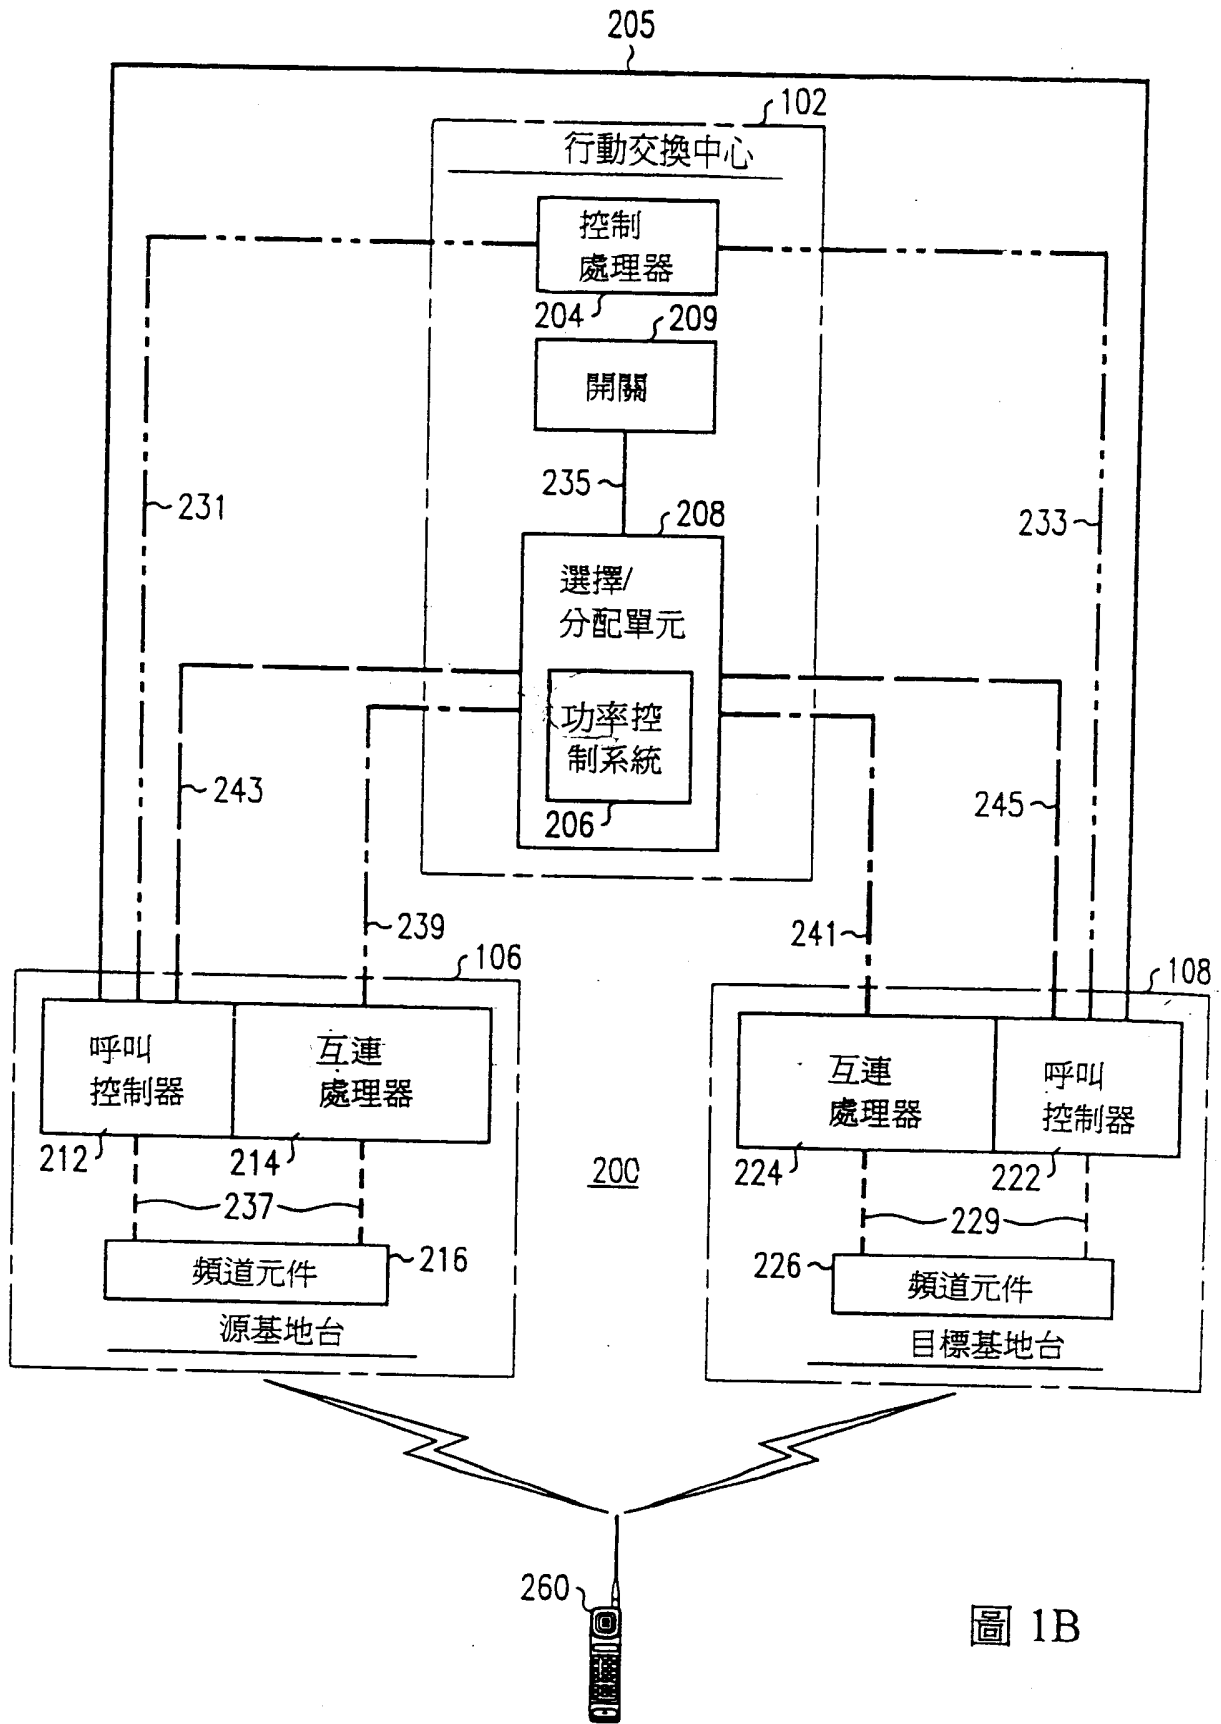 205
102
行動交換中心
控制
處理器
204
209
開關
235
231
233
208
選擇/
分配單元
功率控
制系統
206
243
245
239
241
106
108
呼叫
控制器
互連
處理器
互連
處理器
呼叫
控制器
212
214
224
222
200
237
229
216
226
頻道元件
頻道元件
源基地台
目標基地台
260
圖 1B